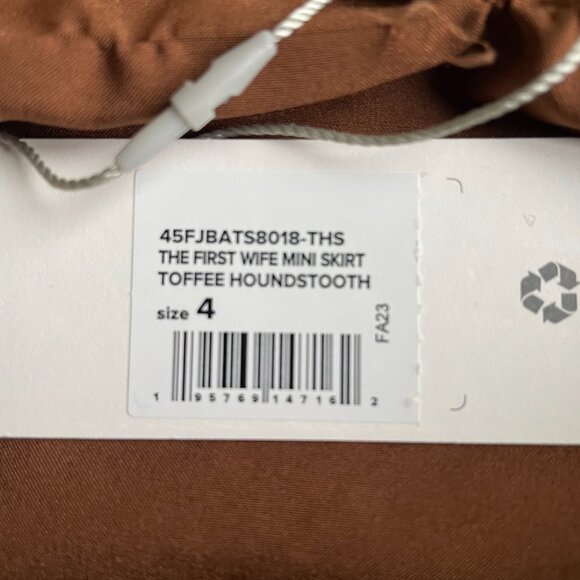 45FJBATS8018-THS
THE FIRST WIFE MINI SKIRT
TOFFEE HOUNDSTOOTH
size 4
FA23
1 95769 14716 2